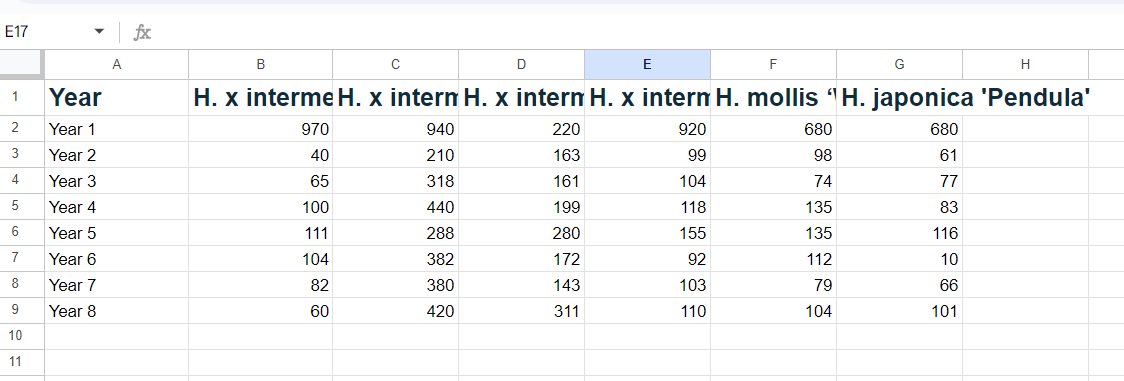 E17 fx
A B C D E F G H
1 Year H. x interme H. x intern H. x intern H. x intern H. mollis ‘ H. japonica 'Pendula'
2 Year 1 970 940 220 920 680 680
3 Year 2 40 210 163 99 98 61
4 Year 3 65 318 161 104 74 77
5 Year 4 100 440 199 118 135 83
6 Year 5 111 288 280 155 135 116
7 Year 6 104 382 172 92 112 10
8 Year 7 82 380 143 103 79 66
9 Year 8 60 420 311 110 104 101
10
11